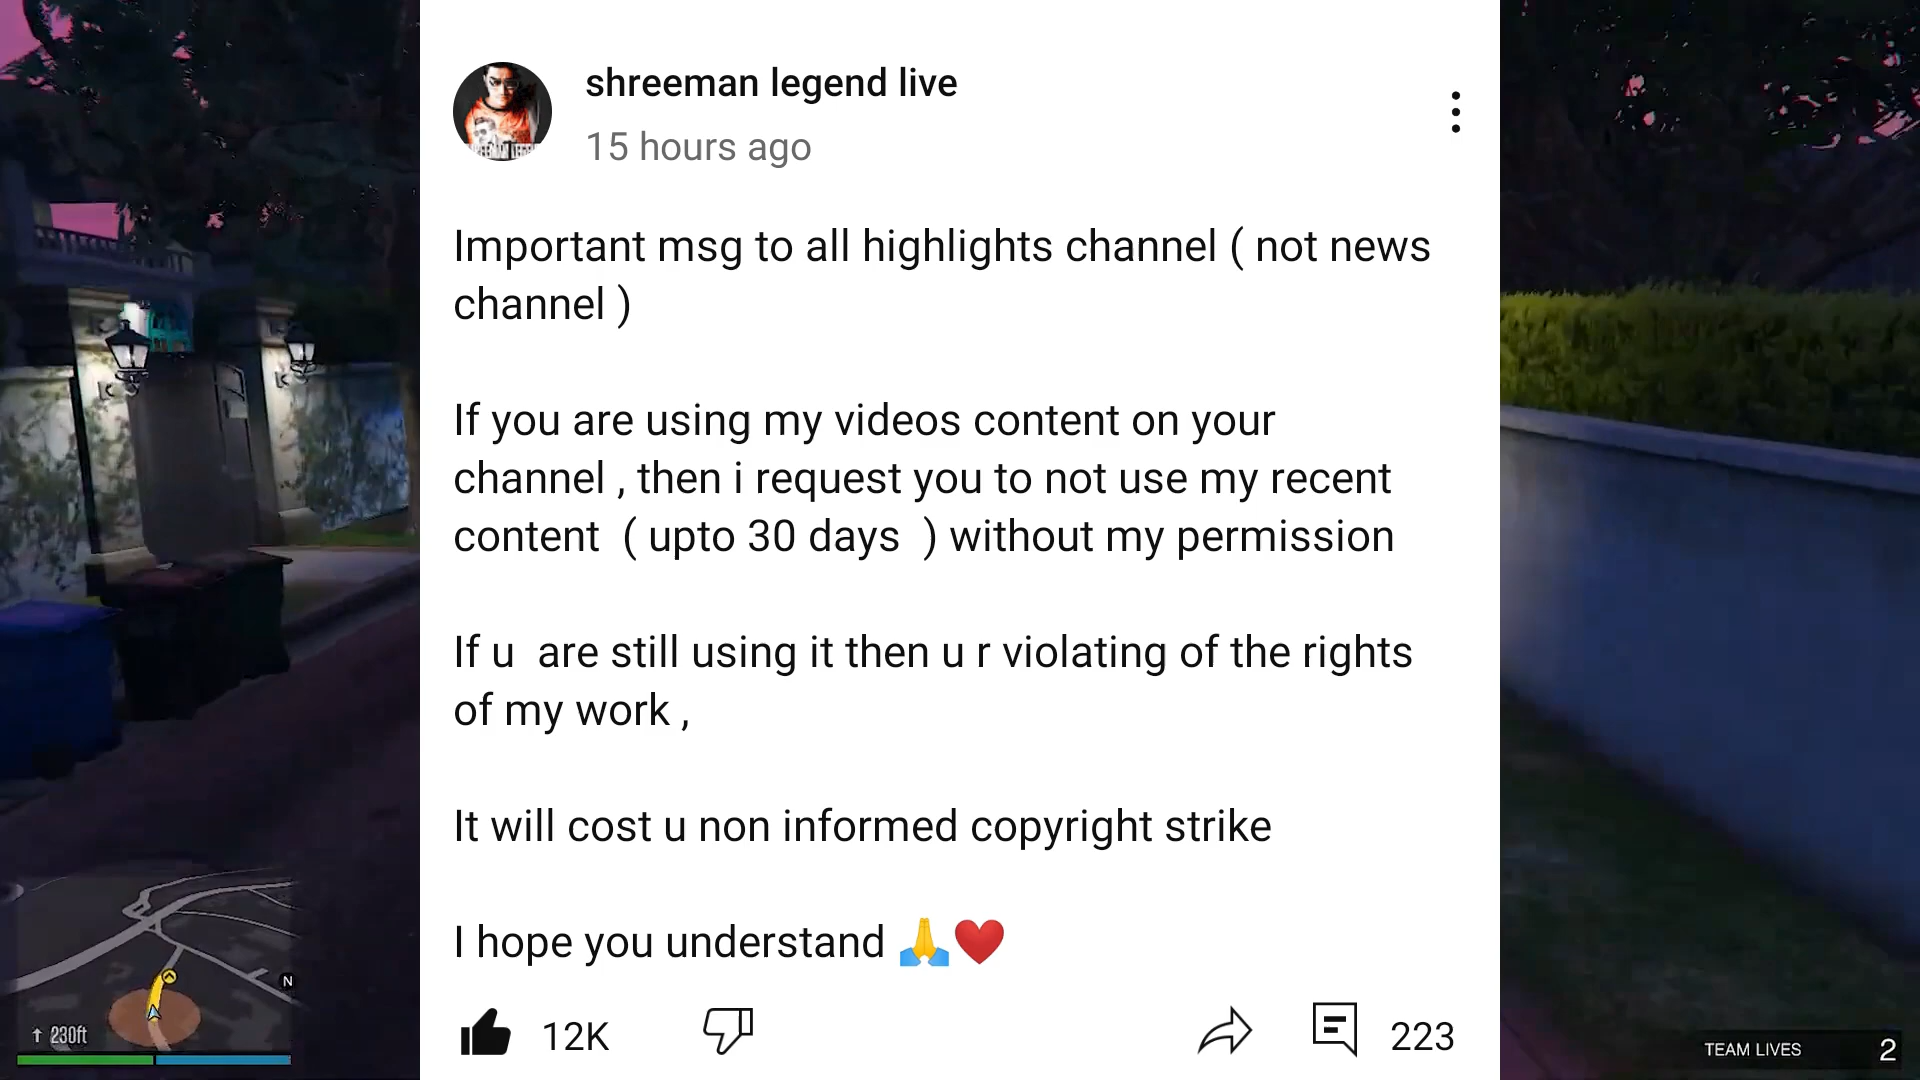 shreeman legend live
15 hours ago
Important msg to all highlights channel ( not news
channel )
If you are using my videos content on your
channel , then i request you to not use my recent
content  ( upto 30 days  ) without my permission
If u  are still using it then u r violating of the rights
of my work ,
It will cost u non informed copyright strike
I hope you understand 🙏❤️
12K
223
N
↑ 230ft
TEAM LIVES 2